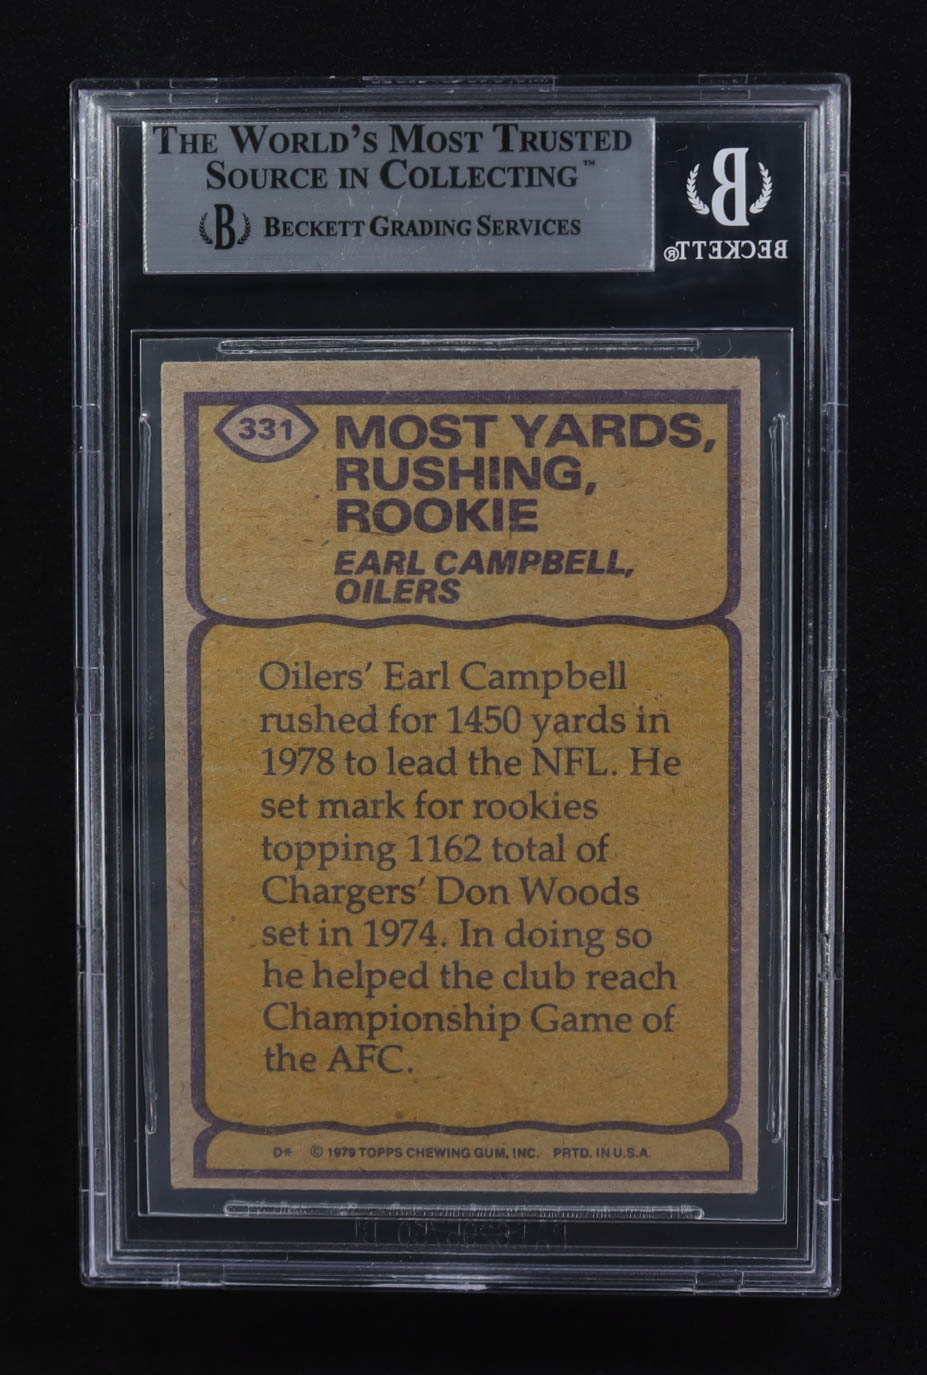 THE WORLD'S MOST TRUSTED
SOURCE IN COLLECTING™
B BECKETT GRADING SERVICES
B
BECKETT®
331
MOST YARDS,
RUSHING,
ROOKIE
EARL CAMPBELL,
OILERS
Oilers' Earl Campbell
rushed for 1450 yards in
1978 to lead the NFL. He
set mark for rookies
topping 1162 total of
Chargers' Don Woods
set in 1974. In doing so
he helped the club reach
Championship Game of
the AFC.
D* © 1979 TOPPS CHEWING GUM, INC. PRTD. IN U.S.A.